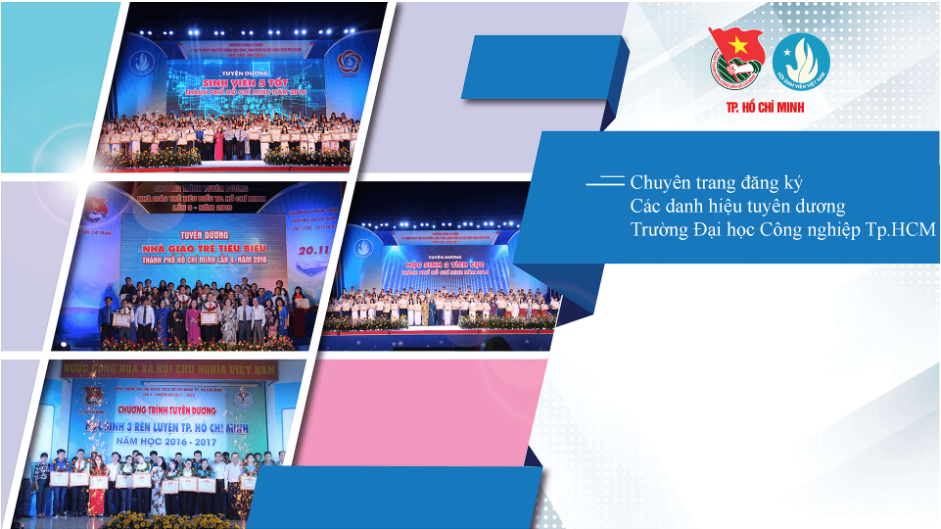 TUYÊN DƯƠNG
SINH VIÊN 5 TỐT
THÀNH PHỐ HỒ CHÍ MINH NĂM 2016
TP. HỒ CHÍ MINH
Chuyên trang đăng ký
Các danh hiệu tuyên dương
Trường Đại học Công nghiệp Tp.HCM
CHƯƠNG TRÌNH TUYÊN DƯƠNG
NHÀ GIÁO TRẺ TIÊU BIỂU TP. HỒ CHÍ MINH
LẦN 9 - NĂM 2016
TUYÊN DƯƠNG
NHÀ GIÁO TRẺ TIÊU BIỂU
THÀNH PHỐ HỒ CHÍ MINH LẦN 9, NĂM 2016
20.11
TUYÊN DƯƠNG
HỌC SINH 3 TÍCH CỰC
THÀNH PHỐ HỒ CHÍ MINH NĂM 2016
NƯỚC CỘNG HÒA XÃ HỘI CHỦ NGHĨA VIỆT NAM
CHƯƠNG TRÌNH TUYÊN DƯƠNG
HỌC SINH 3 RÈN LUYỆN TP. HỒ CHÍ MINH
NĂM HỌC 2016 - 2017